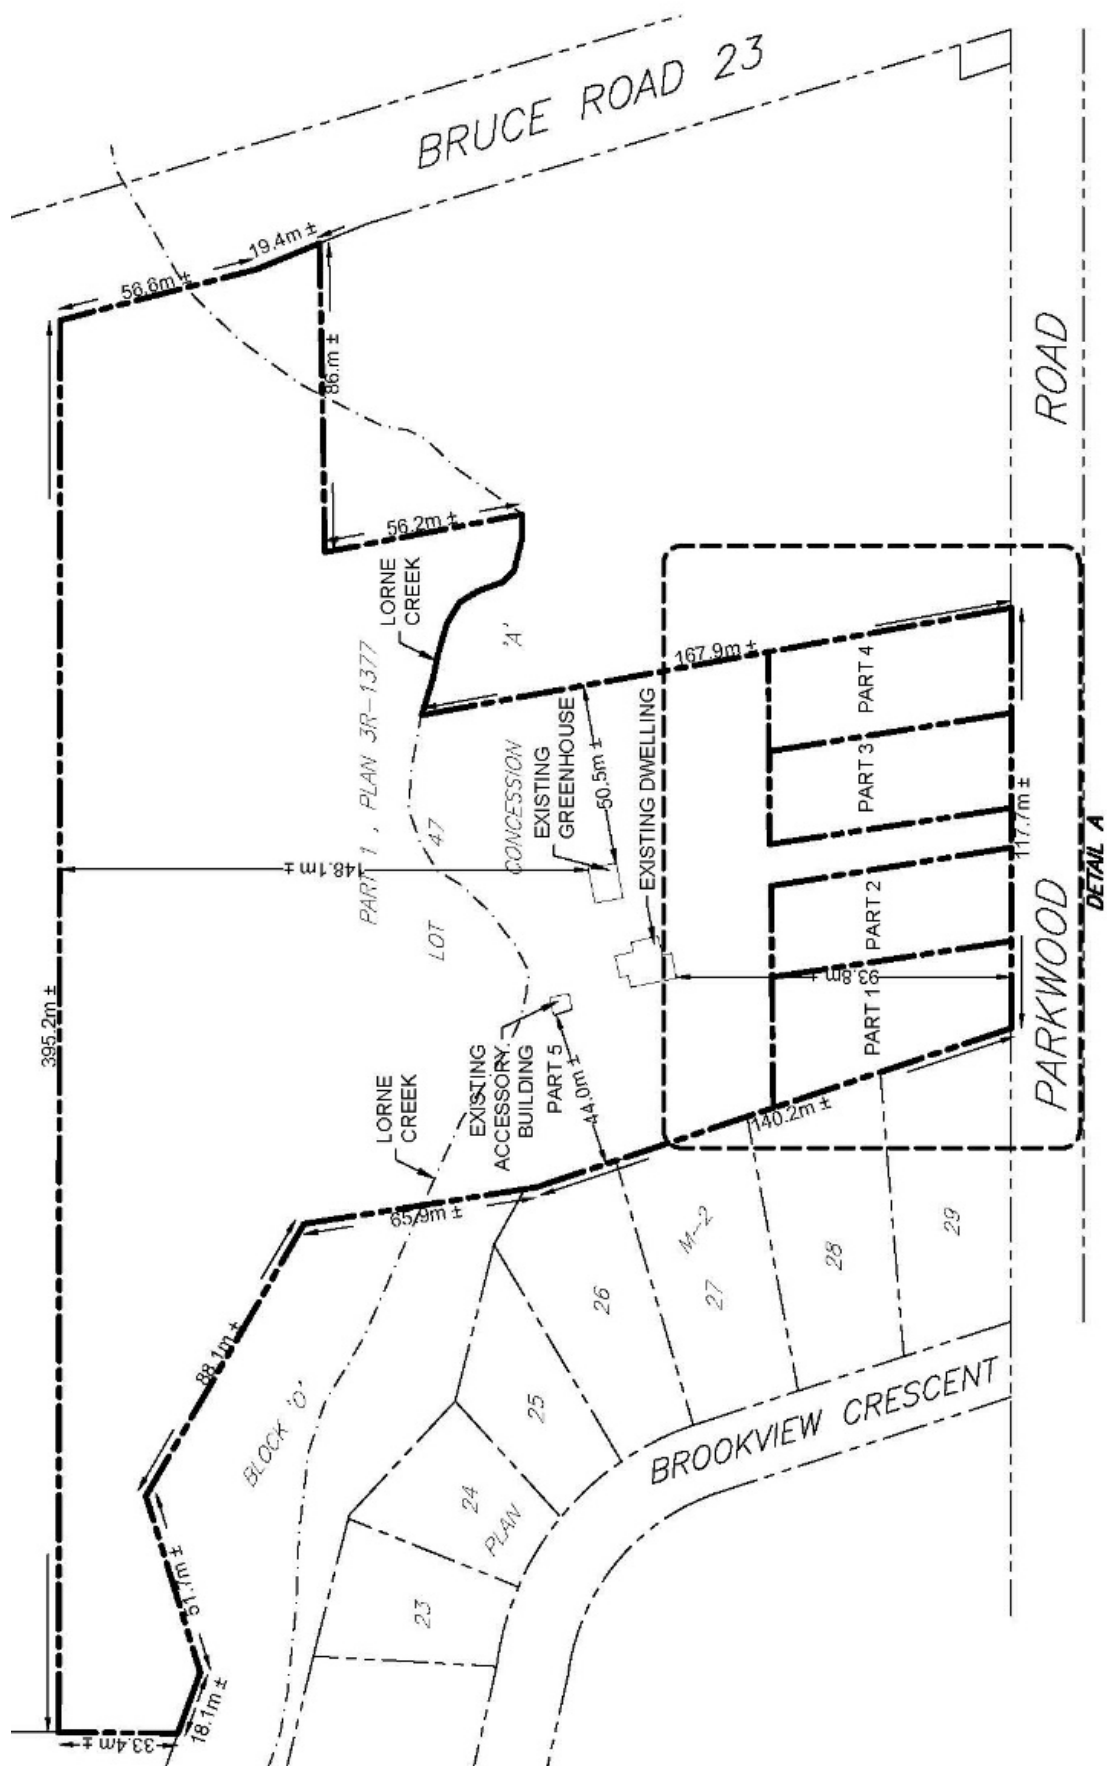 BRUCE ROAD 23
19.4m ±
56.6m ±
86.m ±
ROAD
56.2m ±
LORNE
CREEK
'A'
PART 1 , PLAN 3R-1377
167.9m ±
PART 4
PART 3
CONCESSION
EXISTING
GREENHOUSE
50.5m ±
EXISTING DWELLING
47
LOT
148.1m ±
117.7m ±
DETAIL A
PART 2
PART 1
93.8m ±
PARKWOOD
395.2m ±
EXISTING
ACCESSORY
BUILDING
PART 5
44.0m ±
LORNE
CREEK
140.2m ±
65.9m ±
M-2
29
28
27
26
25
24
23
PLAN
88.1m ±
BLOCK 'O'
BROOKVIEW CRESCENT
51.7m ±
18.1m ±
33.4m ±